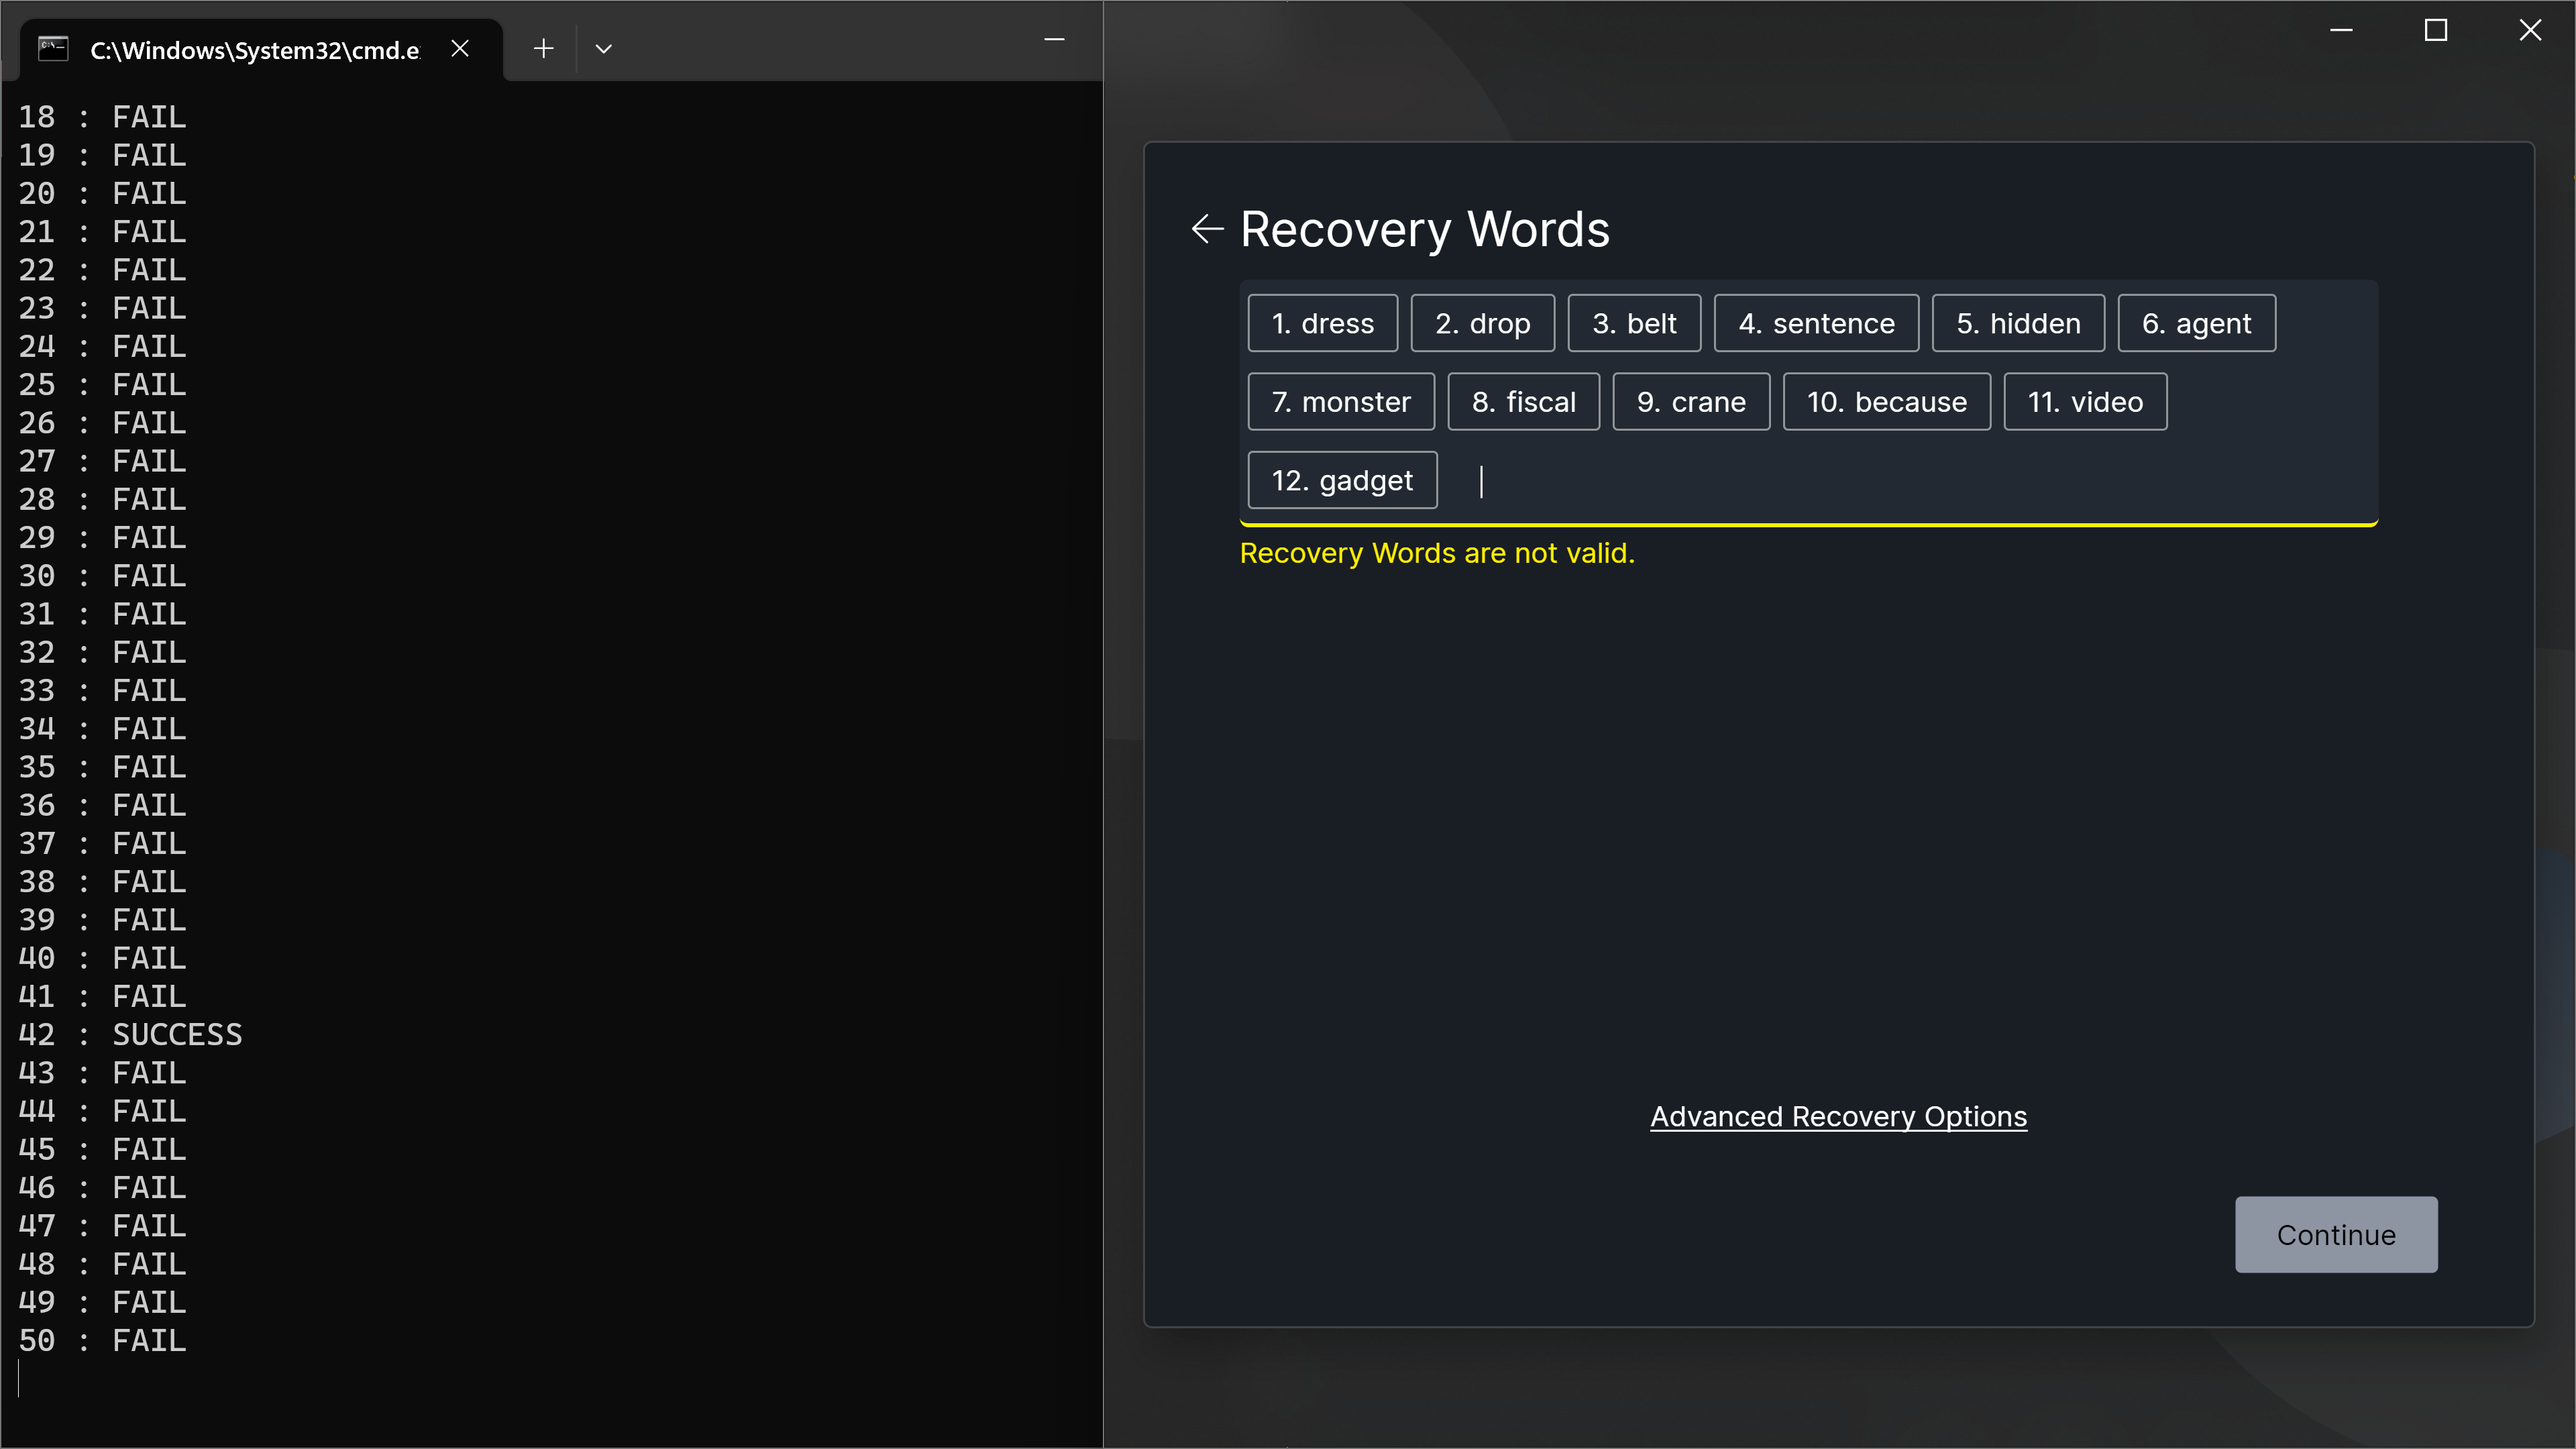 C:\Windows\System32\cmd.e
18 : FAIL
19 : FAIL
20 : FAIL
21 : FAIL
22 : FAIL
23 : FAIL
24 : FAIL
25 : FAIL
26 : FAIL
27 : FAIL
28 : FAIL
29 : FAIL
30 : FAIL
31 : FAIL
32 : FAIL
33 : FAIL
34 : FAIL
35 : FAIL
36 : FAIL
37 : FAIL
38 : FAIL
39 : FAIL
40 : FAIL
41 : FAIL
42 : SUCCESS
43 : FAIL
44 : FAIL
45 : FAIL
46 : FAIL
47 : FAIL
48 : FAIL
49 : FAIL
50 : FAIL
Recovery Words
1. dress 2. drop 3. belt 4. sentence 5. hidden 6. agent
7. monster 8. fiscal 9. crane 10. because 11. video
12. gadget
Recovery Words are not valid.
Advanced Recovery Options
Continue